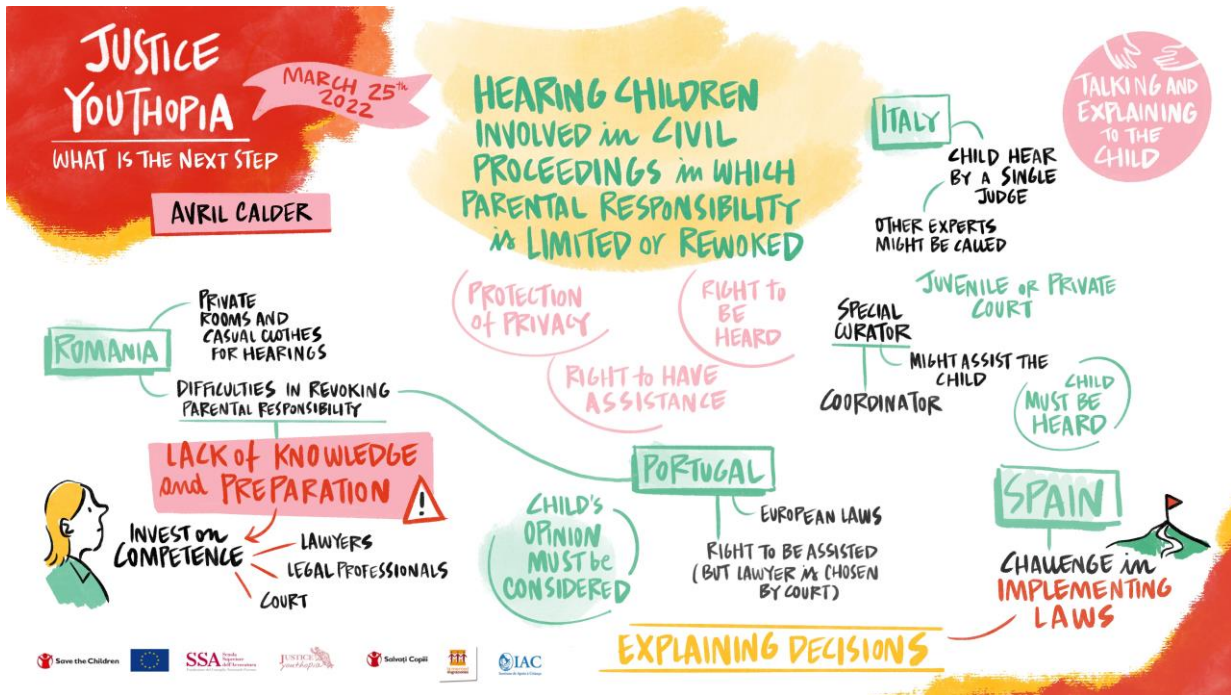 JUSTICE
YOUTHOPIA
WHAT IS THE NEXT STEP
MARCH 25th
2022
AVRIL CALDER
HEARING CHILDREN
INVOLVED in CIVIL
PROCEEDINGS in WHICH
PARENTAL RESPONSIBILITY
is LIMITED or REWOKED
TALKING AND
EXPLAINING
TO THE
CHILD
ITALY
CHILD HEAR
BY A SINGLE
JUDGE
OTHER EXPERTS
MIGHT BE CALLED
JUVENILE or PRIVATE
COURT
SPECIAL
CURATOR
MIGHT ASSIST THE
CHILD
COORDINATOR
CHILD
MUST BE
HEARD
PROTECTION
of PRIVACY
RIGHT to
BE
HEARD
RIGHT to HAVE
ASSISTANCE
ROMANIA
PRIVATE
ROOMS AND
CASUAL CLOTHES
FOR HEARINGS
DIFFICULTIES IN REVOKING
PARENTAL RESPONSIBILITY
LACK of KNOWLEDGE
and PREPARATION
!
INVEST on
COMPETENCE
LAWYERS
LEGAL PROFESSIONALS
COURT
CHILD'S
OPINION
MUST be
CONSIDERED
PORTUGAL
EUROPEAN LAWS
RIGHT TO BE ASSISTED
(BUT LAWYER is CHOSEN
BY COURT)
SPAIN
CHALLENGE in
IMPLEMENTING
LAWS
EXPLAINING DECISIONS
Save the Children
SSA Scuola
Superiore
dell'Avvocatura
JUSTICE
youthopia
Salvați Copiii
IAC